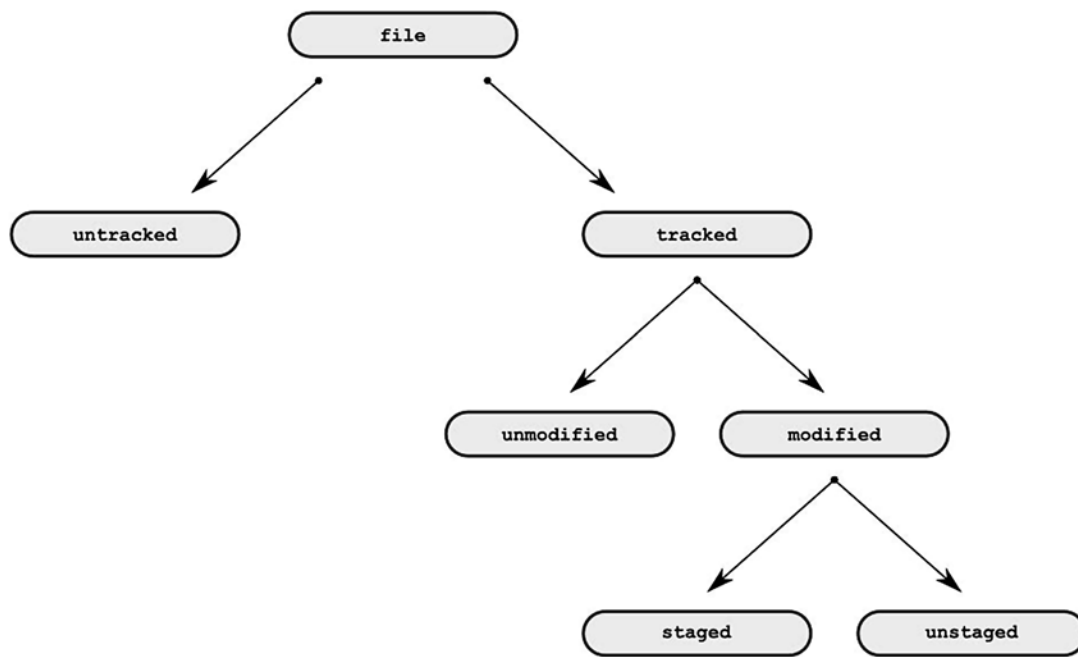 file
untracked
tracked
unmodified
modified
staged
unstaged